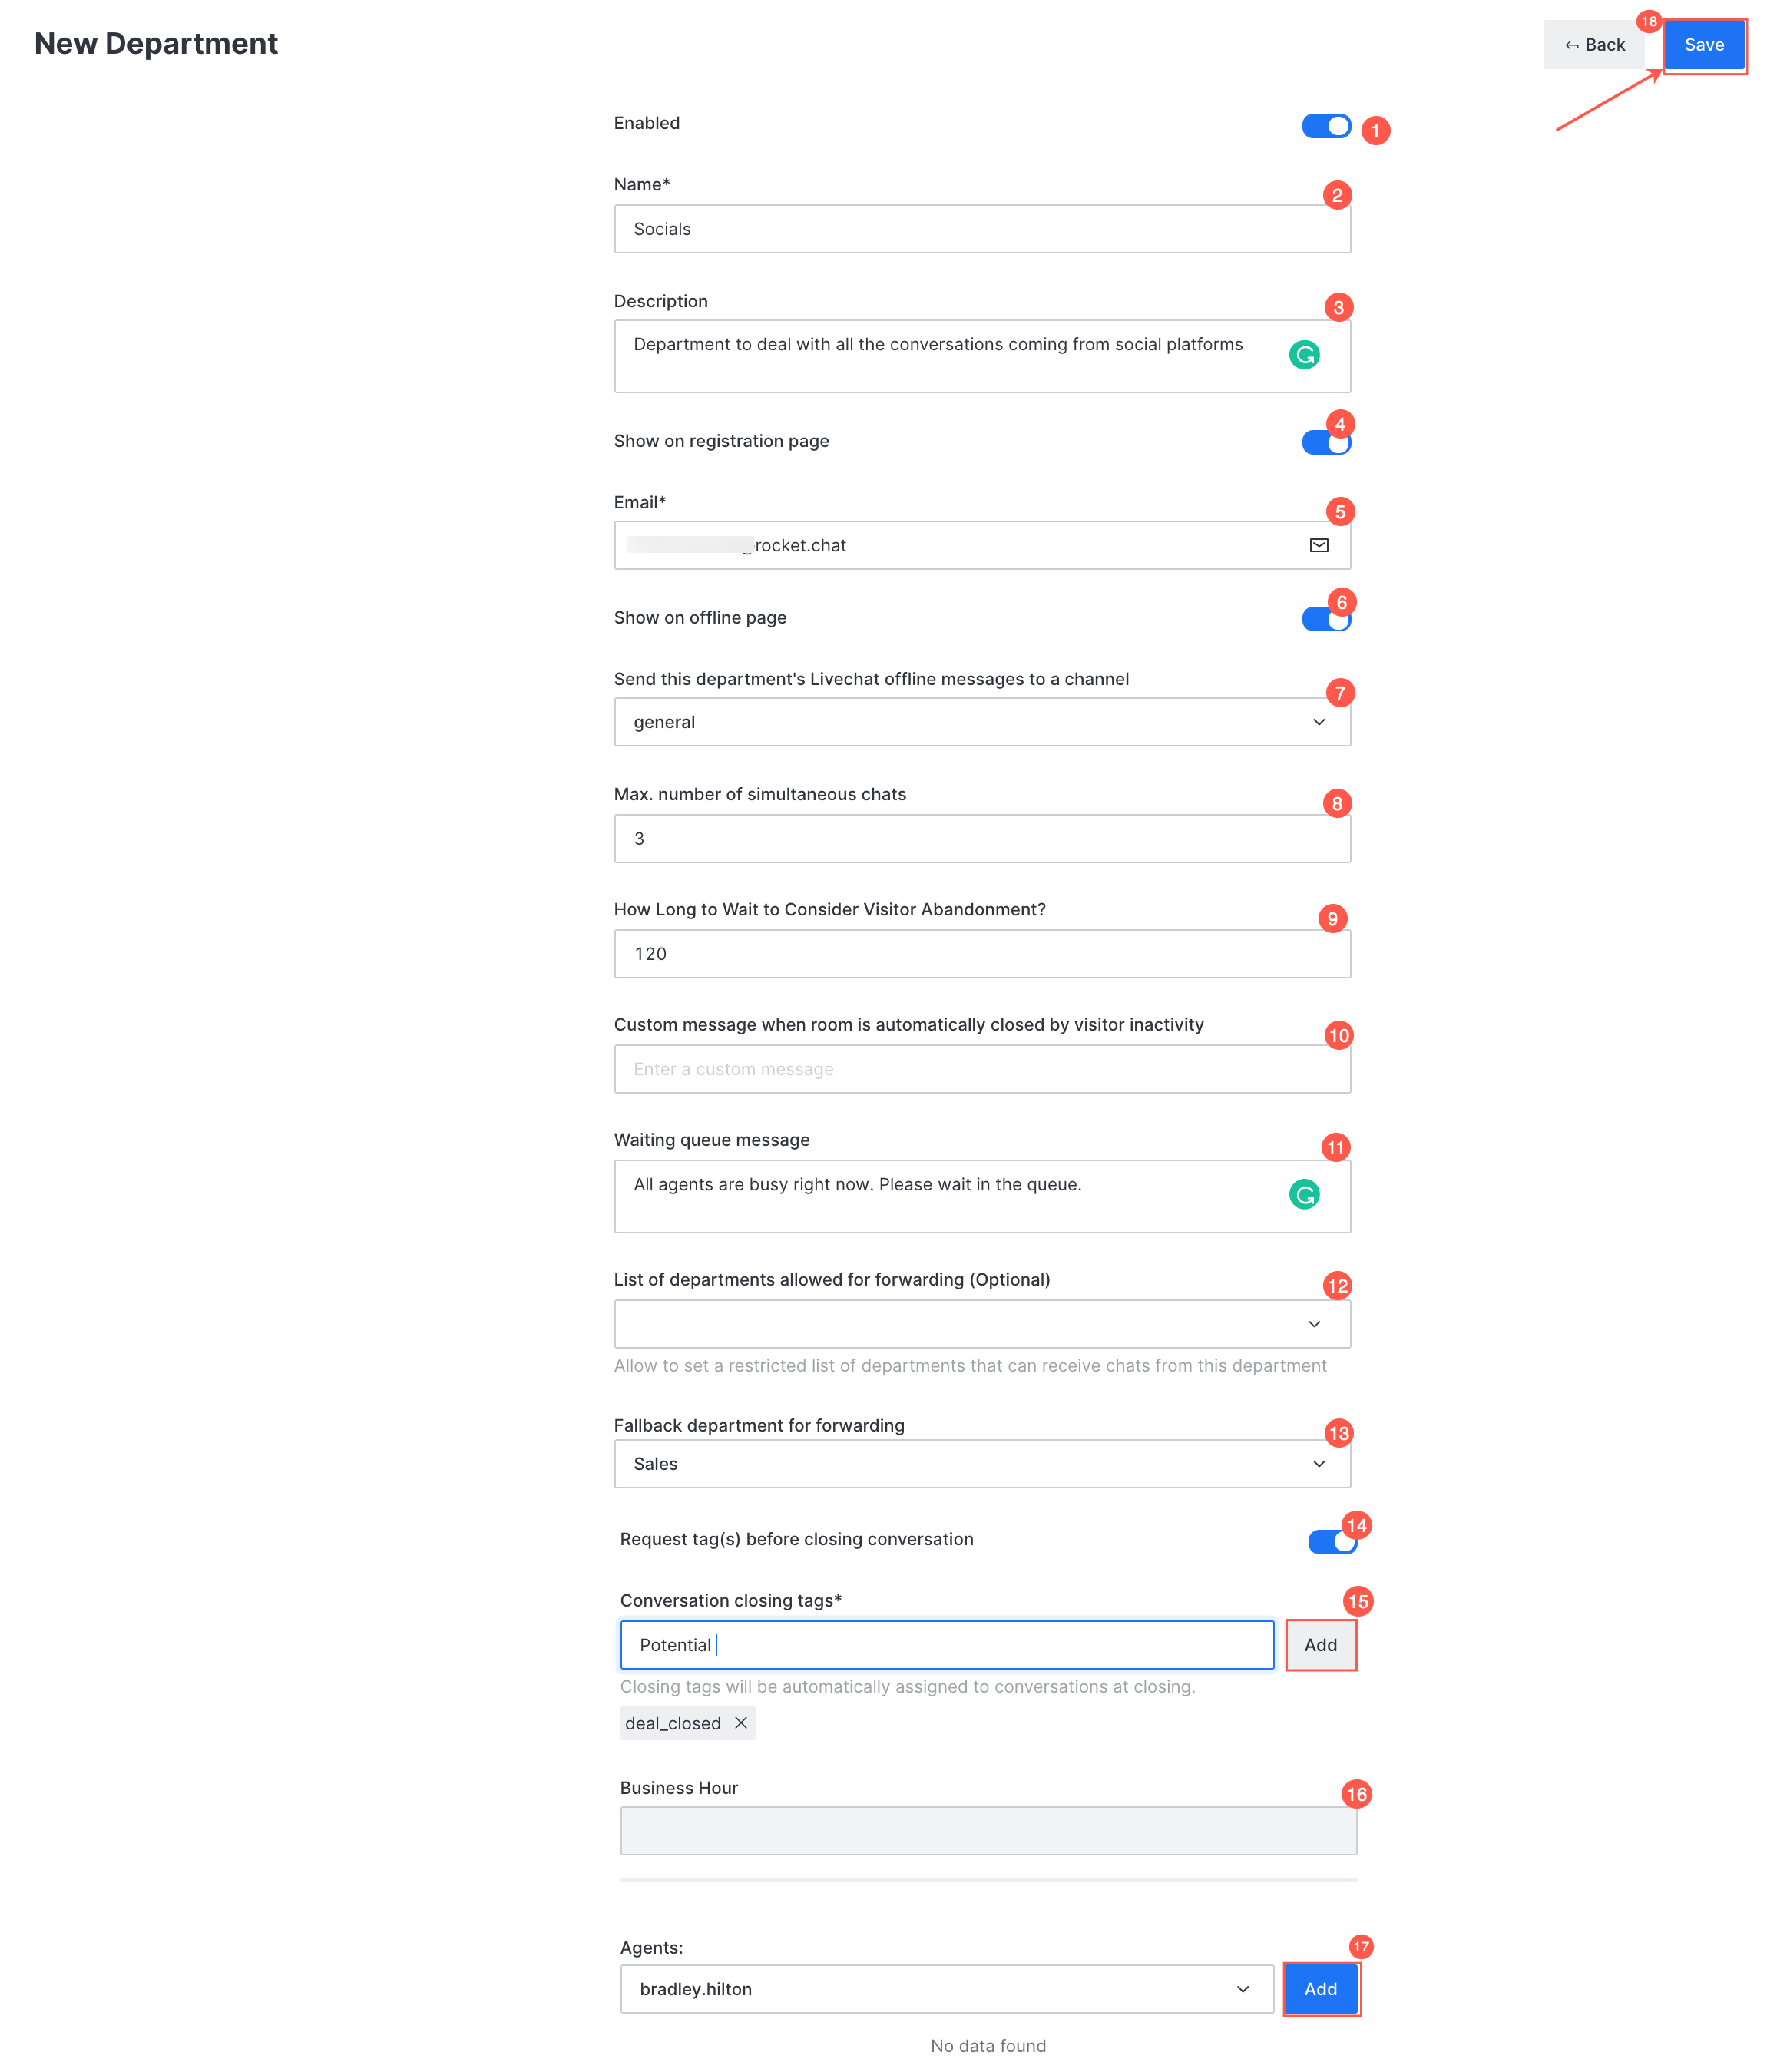 New Department
← Back
18
Save
Enabled
1
Name*
2
Socials
Description
3
Department to deal with all the conversations coming from social platforms
Show on registration page
4
Email*
5
@rocket.chat
Show on offline page
6
Send this department's Livechat offline messages to a channel
7
general
Max. number of simultaneous chats
8
3
How Long to Wait to Consider Visitor Abandonment?
9
120
Custom message when room is automatically closed by visitor inactivity
10
Enter a custom message
Waiting queue message
11
All agents are busy right now. Please wait in the queue.
List of departments allowed for forwarding (Optional)
12
Allow to set a restricted list of departments that can receive chats from this department
Fallback department for forwarding
13
Sales
Request tag(s) before closing conversation
14
Conversation closing tags*
15
Potential
Add
Closing tags will be automatically assigned to conversations at closing.
deal_closed
Business Hour
16
Agents:
17
bradley.hilton
Add
No data found